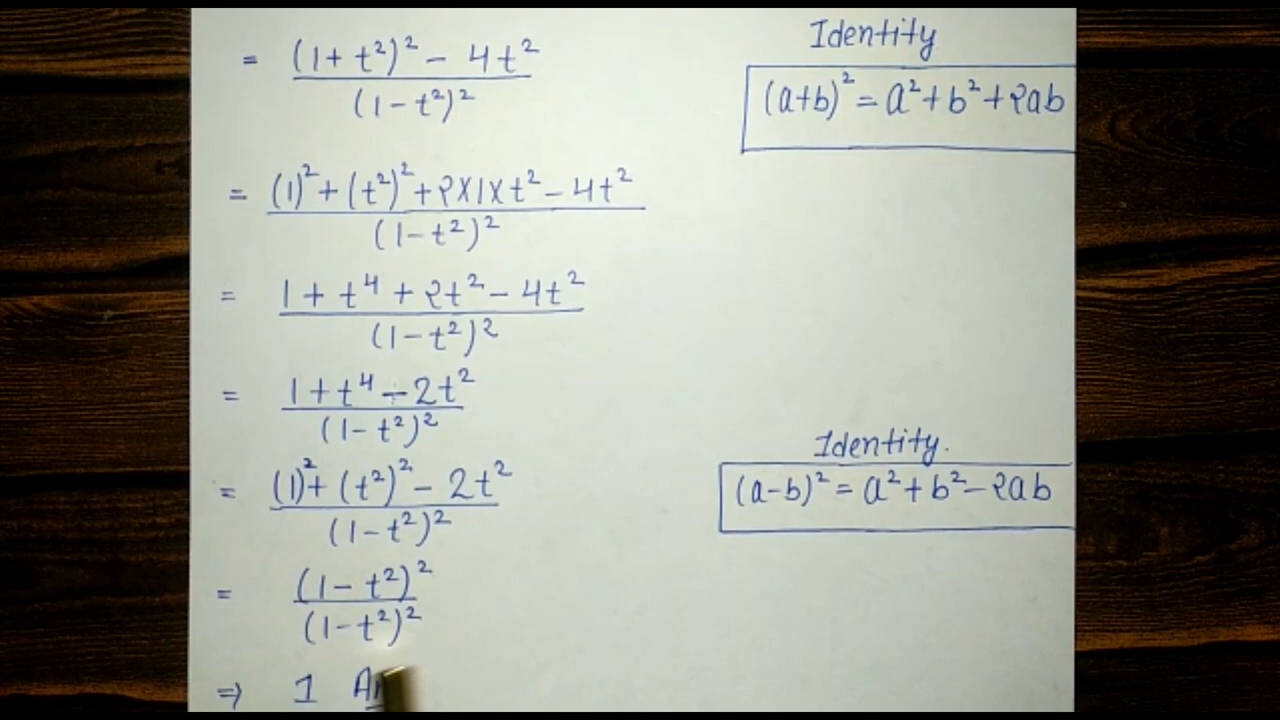 = (1+t²)² - 4t² / (1-t²)²
Identity
(a+b)² = a²+b²+2ab
= (1)²+(t²)²+2×1×t²-4t² / (1-t²)²
= 1+t⁴+2t²-4t² / (1-t²)²
= 1+t⁴-2t² / (1-t²)²
Identity.
(a-b)² = a²+b²-2ab
= (1)²+(t²)²-2t² / (1-t²)²
= (1-t²)² / (1-t²)²
⇒ 1